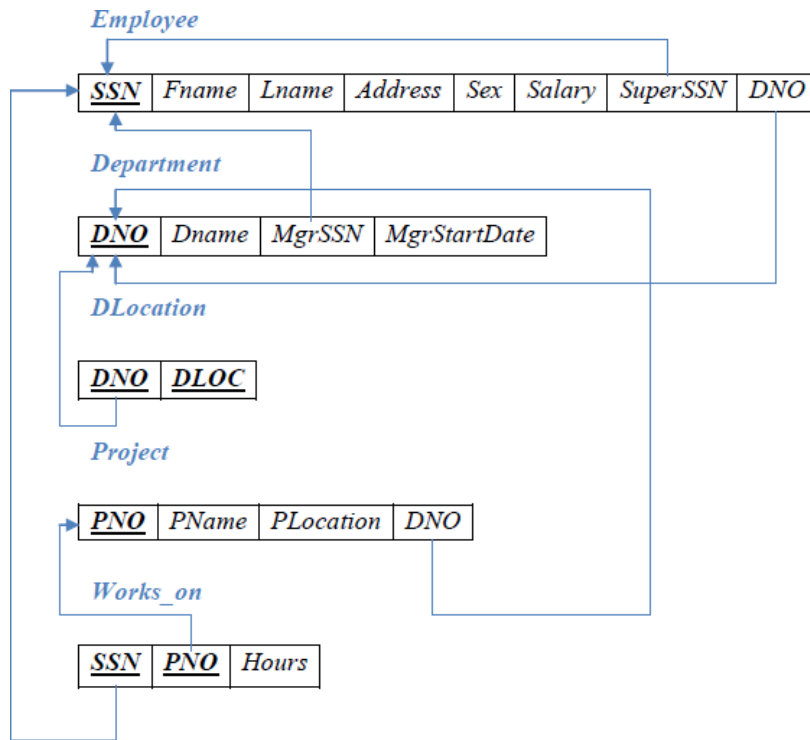 Employee
SSN Fname Lname Address Sex Salary SuperSSN DNO
Department
DNO Dname MgrSSN MgrStartDate
DLocation
DNO DLOC
Project
PNO PName PLocation DNO
Works_on
SSN PNO Hours